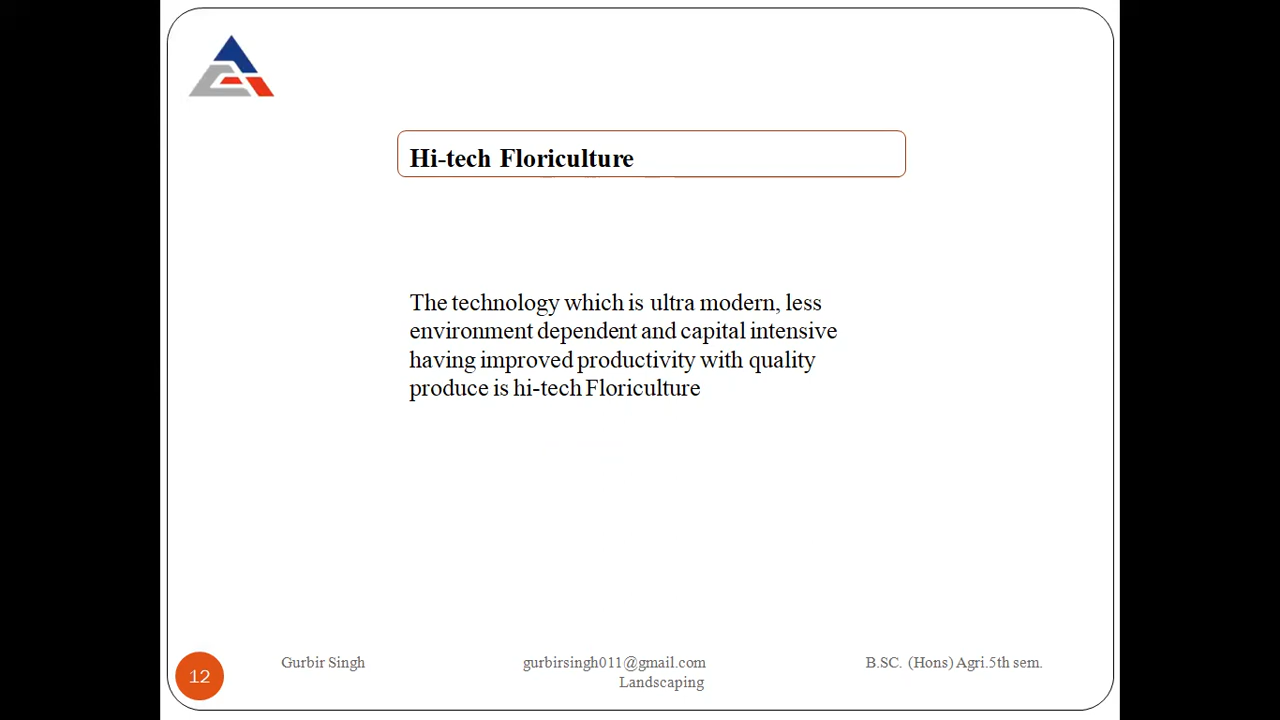 Hi-tech Floriculture
The technology which is ultra modern, less
environment dependent and capital intensive
having improved productivity with quality
produce is hi-tech Floriculture
12
Gurbir Singh
gurbirsingh011@gmail.com
Landscaping
B.SC. (Hons) Agri.5th sem.